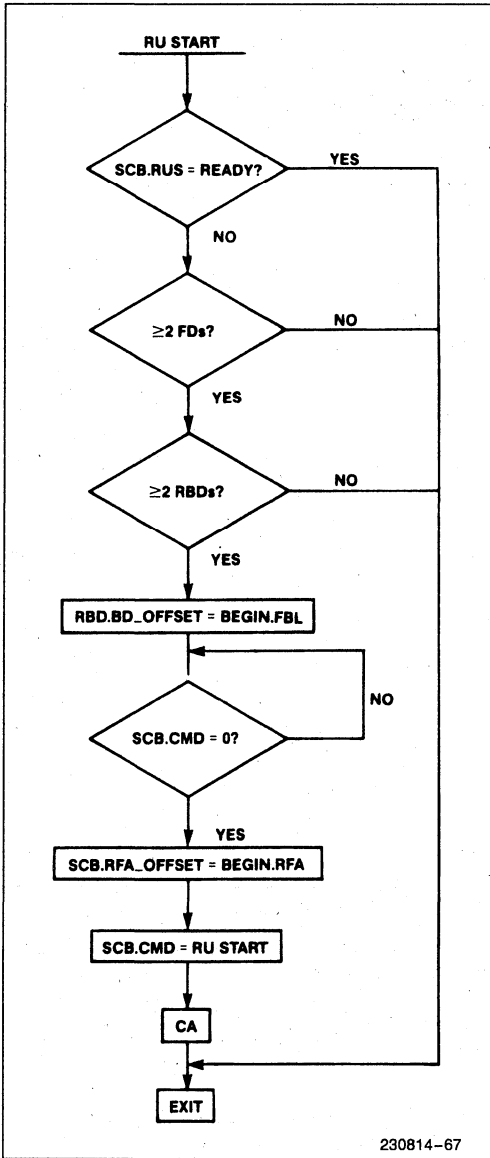 RU START
SCB.RUS = READY?
YES
NO
≥2 FDs?
NO
YES
≥2 RBDs?
NO
YES
RBD.BD_OFFSET = BEGIN.FBL
NO
SCB.CMD = 0?
YES
SCB.RFA_OFFSET = BEGIN.RFA
SCB.CMD = RU START
CA
EXIT
230814–67